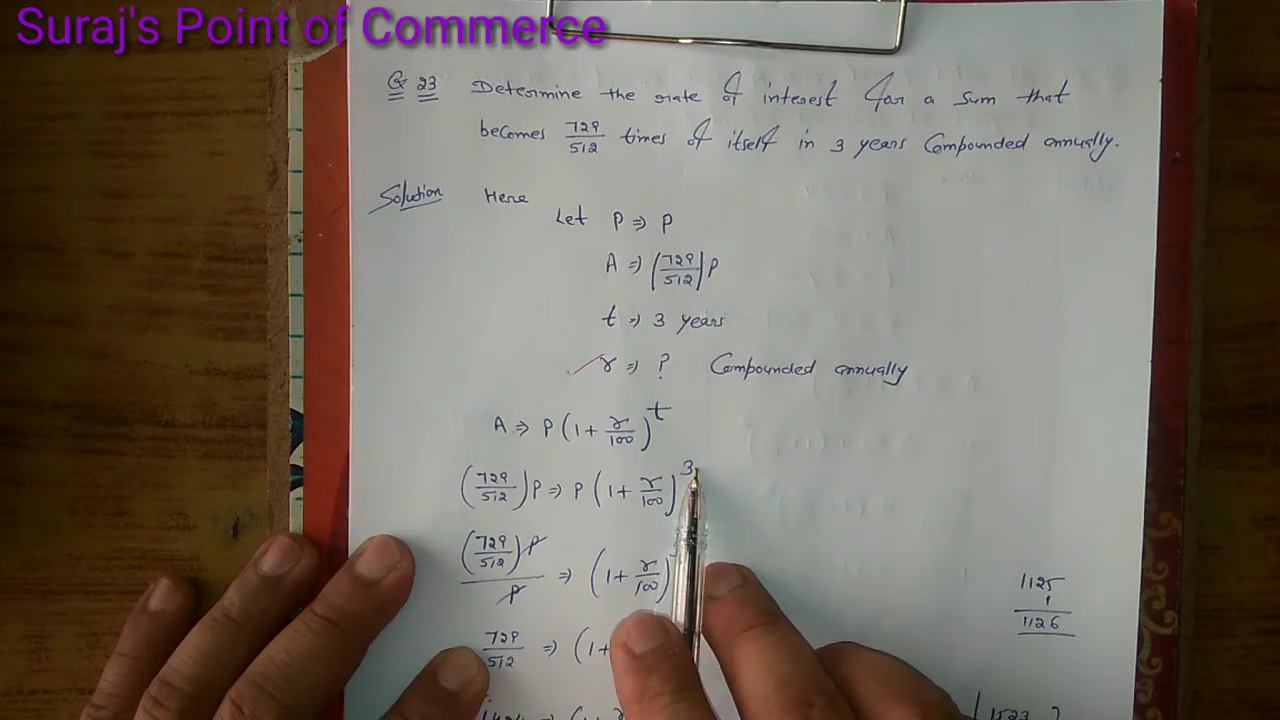 Suraj's Point of Commerce
Q 23 Determine the rate of interest for a sum that
becomes 729/512 times of itself in 3 years Compounded annually.
Solution Here
Let P ⇒ P
A ⇒ (729/512) P
t ⇒ 3 years
r ⇒ ? Compounded annually
A ⇒ P (1 + r/100)^t
(729/512) P ⇒ P (1 + r/100)^3
(729/512) P / P ⇒ (1 + r/100)
1125
1
1126
729/512 ⇒ (1+